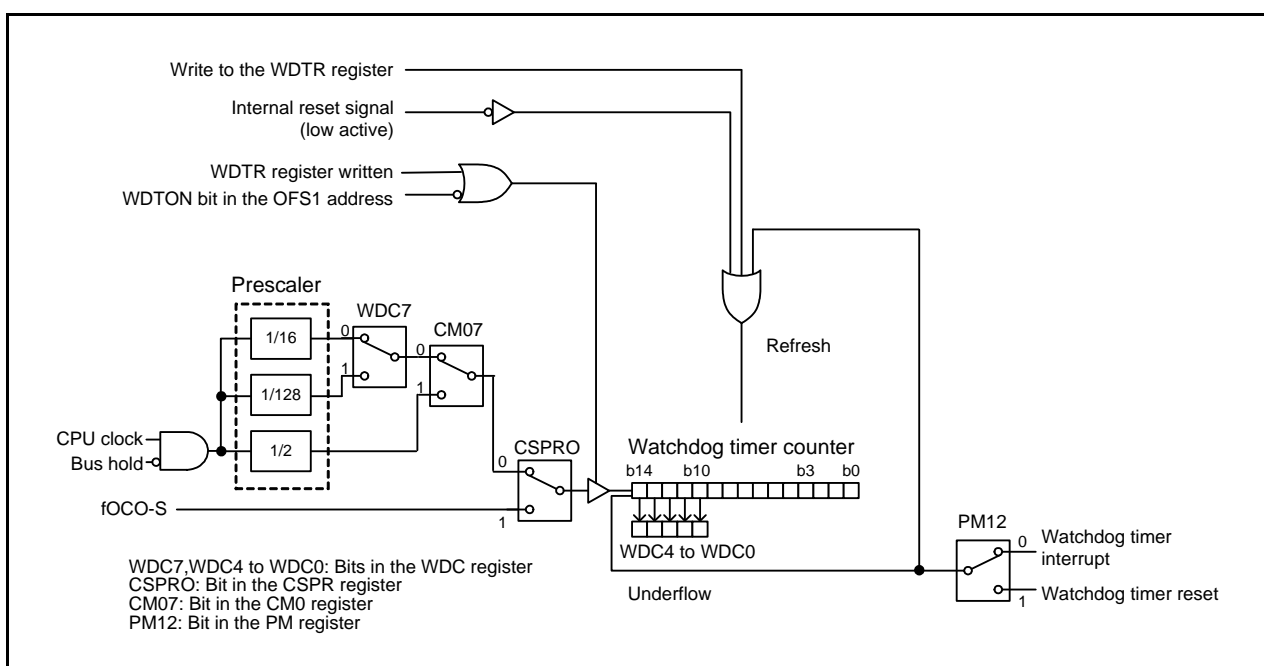 Write to the WDTR register
Internal reset signal
(low active)
WDTR register written
WDTON bit in the OFS1 address
Prescaler
WDC7
CM07
1/16
0
0
Refresh
1
1/128
1
CPU clock
1/2
Bus hold
CSPRO
Watchdog timer counter
0
b14 b10 b3 b0
fOCO-S
1
PM12
WDC4 to WDC0
0
Watchdog timer
interrupt
Underflow
1
Watchdog timer reset
WDC7,WDC4 to WDC0: Bits in the WDC register
CSPRO: Bit in the CSPR register
CM07: Bit in the CM0 register
PM12: Bit in the PM register